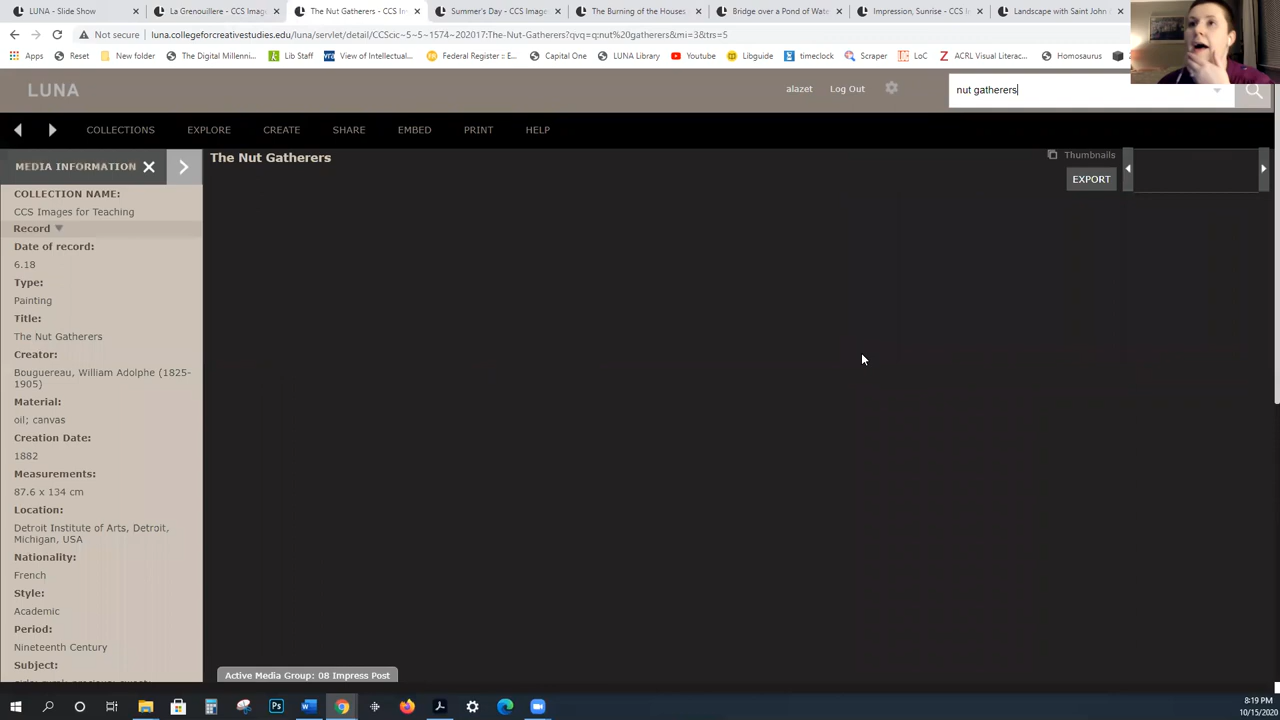 LUNA - Slide Show
La Grenouillere - CCS Imag
The Nut Gatherers - CCS Im
Summer's Day - CCS Image
The Burning of the Houses
Bridge over a Pond of Wate
Impression, Sunrise - CCS I
Landscape with Saint John
Not secure | luna.collegeforcreativestudies.edu/luna/servlet/detail/CCScic~5~5~1574~202017:The-Nut-Gatherers?qvq=q:nut%20gatherers&mi=3&trs=5
Apps Reset New folder The Digital Millenni... Lib Staff View of Intellectual... Federal Register :: E... Capital One LUNA Library Youtube Libguide timeclock Scraper LoC ACRL Visual Literac... Homosaurus
LUNA alazet Log Out nut gatherers
COLLECTIONS EXPLORE CREATE SHARE EMBED PRINT HELP
MEDIA INFORMATION
The Nut Gatherers
Thumbnails
EXPORT
COLLECTION NAME:
CCS Images for Teaching
Record
Date of record:
6.18
Type:
Painting
Title:
The Nut Gatherers
Creator:
Bouguereau, William Adolphe (1825-
1905)
Material:
oil; canvas
Creation Date:
1882
Measurements:
87.6 x 134 cm
Location:
Detroit Institute of Arts, Detroit,
Michigan, USA
Nationality:
French
Style:
Academic
Period:
Nineteenth Century
Subject:
Active Media Group: 08 Impress Post
8:19 PM
10/15/2020